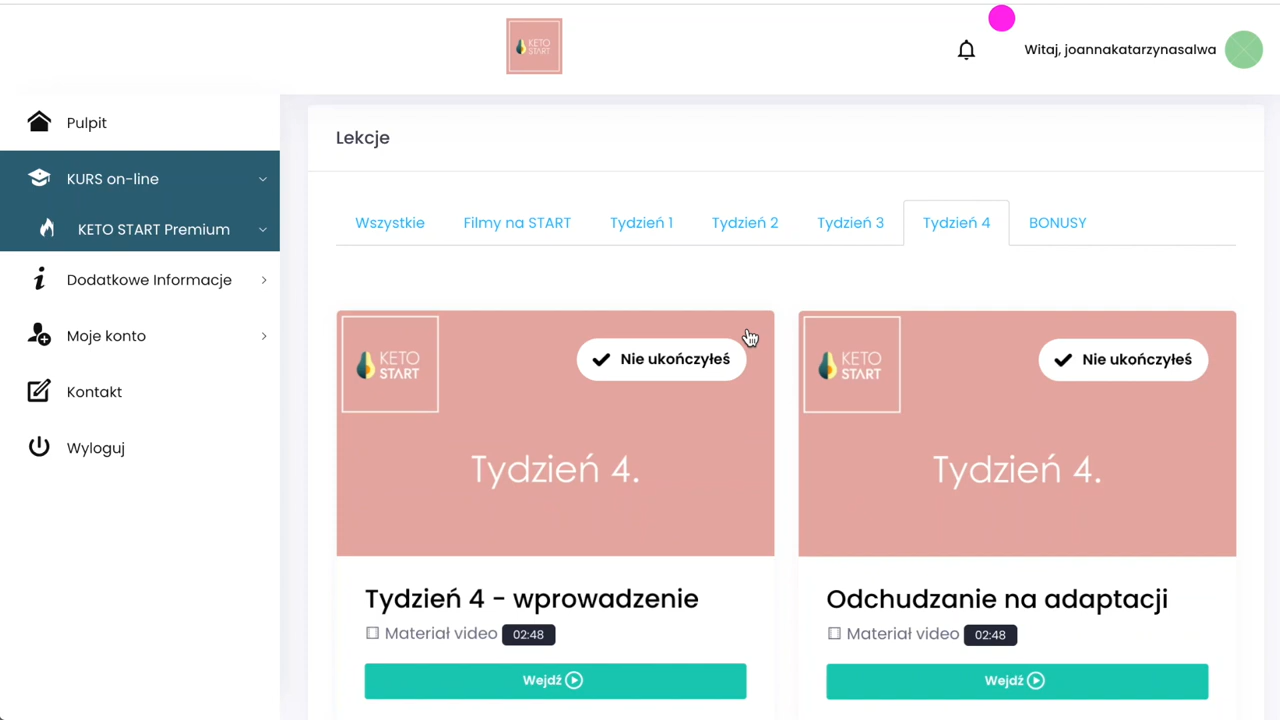 KETO
START
Witaj, joannakatarzynasalwa
Pulpit
KURS on-line
KETO START Premium
Dodatkowe Informacje
Moje konto
Kontakt
Wyloguj
Lekcje
Wszystkie Filmy na START Tydzień 1 Tydzień 2 Tydzień 3 Tydzień 4 BONUSY
KETO
START
Nie ukończyłeś
Tydzień 4.
Tydzień 4 - wprowadzenie
Materiał video 02:48
Wejdź
KETO
START
Nie ukończyłeś
Tydzień 4.
Odchudzanie na adaptacji
Materiał video 02:48
Wejdź